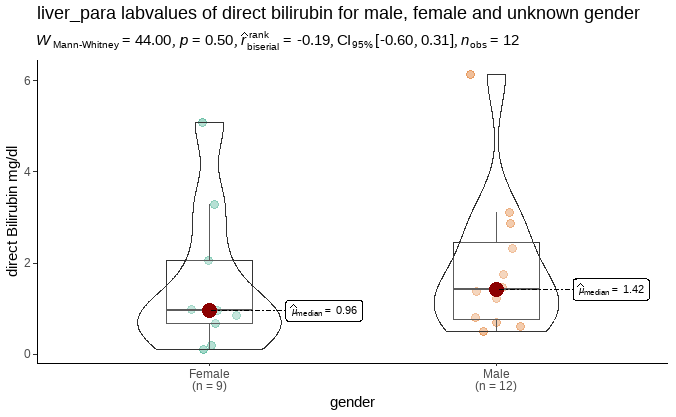 liver_para labvalues of direct bilirubin for male, female and unknown gender
W Mann-Whitney = 44.00, p = 0.50, r̂ rank biserial = -0.19, CI95% [-0.60, 0.31], nobs = 12
direct Bilirubin mg/dl
6
4
2
0
μ̂median = 0.96
μ̂median = 1.42
Female
(n = 9)
Male
(n = 12)
gender